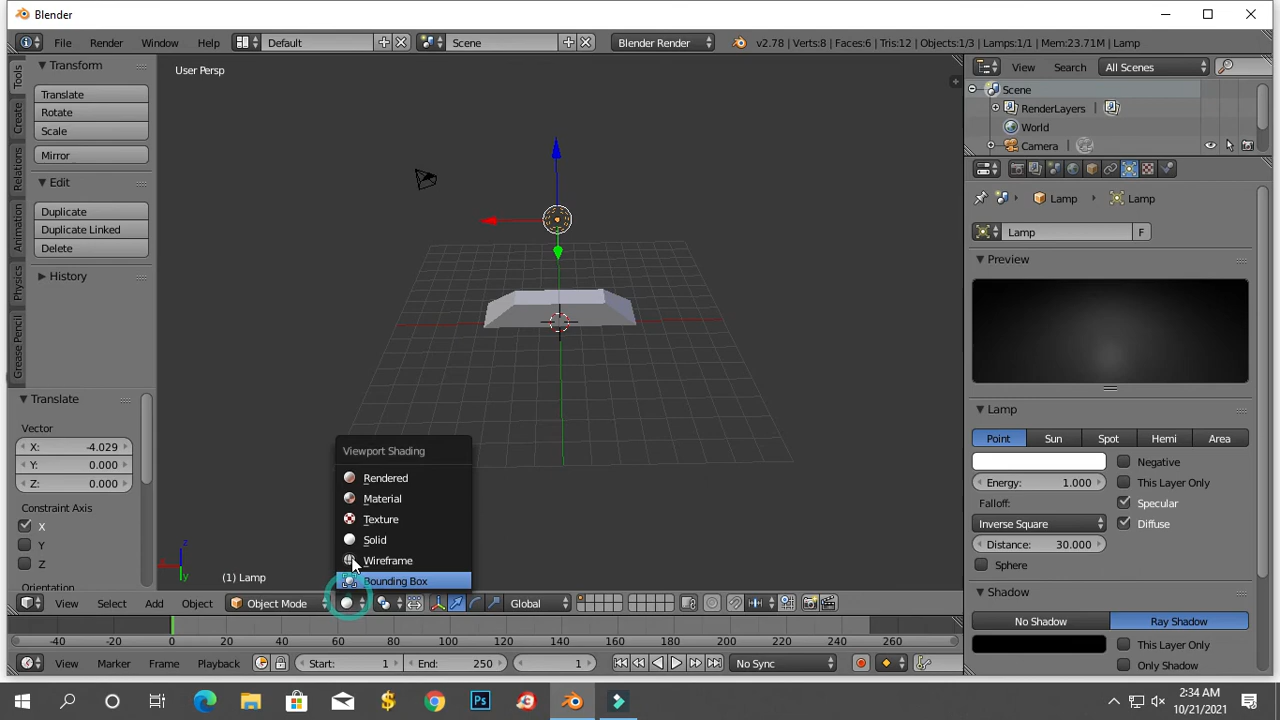 Blender
File Render Window Help Default Scene Blender Render v2.78 | Verts:8 | Faces:6 | Tris:12 | Objects:1/3 | Lamps:1/1 | Mem:23.71M | Lamp
Tools
Create
Relations
Animation
Physics
Grease Pencil
Transform
Translate
Rotate
Scale
Mirror
Edit
Duplicate
Duplicate Linked
Delete
History
Translate
Vector
X: -4.029
Y: 0.000
Z: 0.000
Constraint Axis
X
Y
Z
Orientation
User Persp
x z y
(1) Lamp
Viewport Shading
Rendered
Material
Texture
Solid
Wireframe
Bounding Box
View Select Add Object Object Mode Global
-40 -20 0 20 40 60 80 100 120 140 160 180 200 220 240 260
View Marker Frame Playback Start: 1 End: 250 1 No Sync
View Search All Scenes
Scene
RenderLayers |
World
Camera |
Lamp Lamp
Lamp F
Preview
Lamp
Point Sun Spot Hemi Area
Negative
Energy: 1.000 This Layer Only
Falloff: Specular
Inverse Square Diffuse
Distance: 30.000
Sphere
Shadow
No Shadow Ray Shadow
This Layer Only
Only Shadow
Ps
2:34 AM
10/21/2021